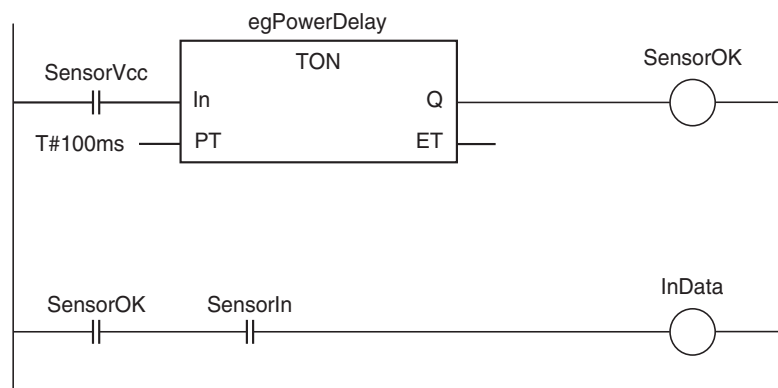 egPowerDelay
TON
SensorVcc
SensorOK
In
Q
T#100ms
PT
ET
SensorOK
SensorIn
InData